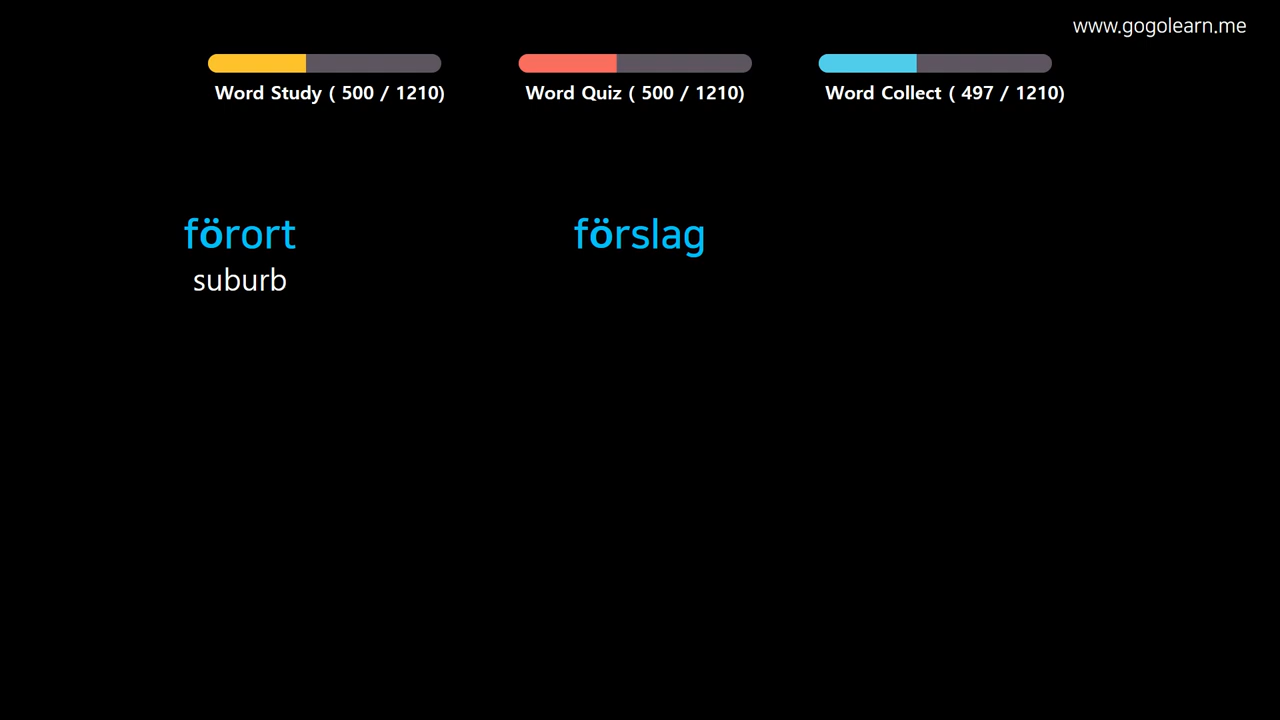 www.gogolearn.me
Word Study ( 500 / 1210)
Word Quiz ( 500 / 1210)
Word Collect ( 497 / 1210)
förort
förslag
suburb